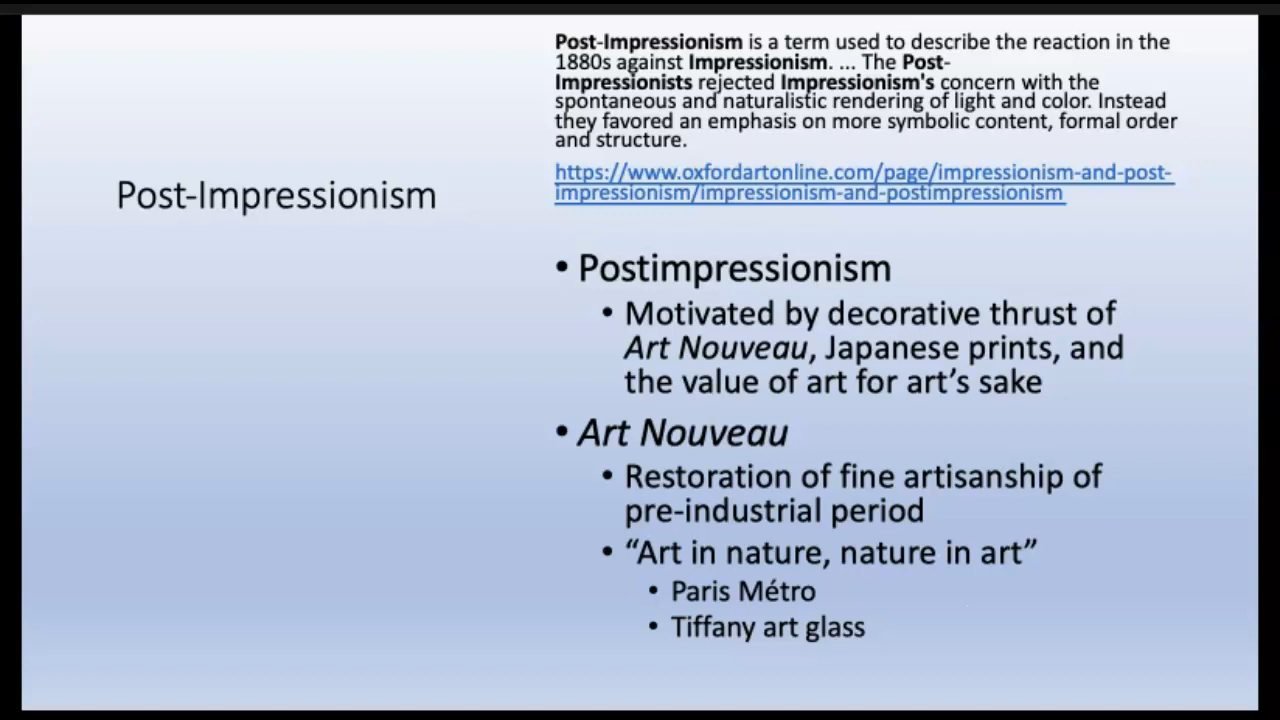 Post-Impressionism
Post-Impressionism is a term used to describe the reaction in the
1880s against Impressionism. ... The Post-
Impressionists rejected Impressionism's concern with the
spontaneous and naturalistic rendering of light and color. Instead
they favored an emphasis on more symbolic content, formal order
and structure.
https://www.oxfordartonline.com/page/impressionism-and-post-
impressionism/impressionism-and-postimpressionism
• Postimpressionism
• Motivated by decorative thrust of
Art Nouveau, Japanese prints, and
the value of art for art’s sake
• Art Nouveau
• Restoration of fine artisanship of
pre-industrial period
• “Art in nature, nature in art”
• Paris Métro
• Tiffany art glass